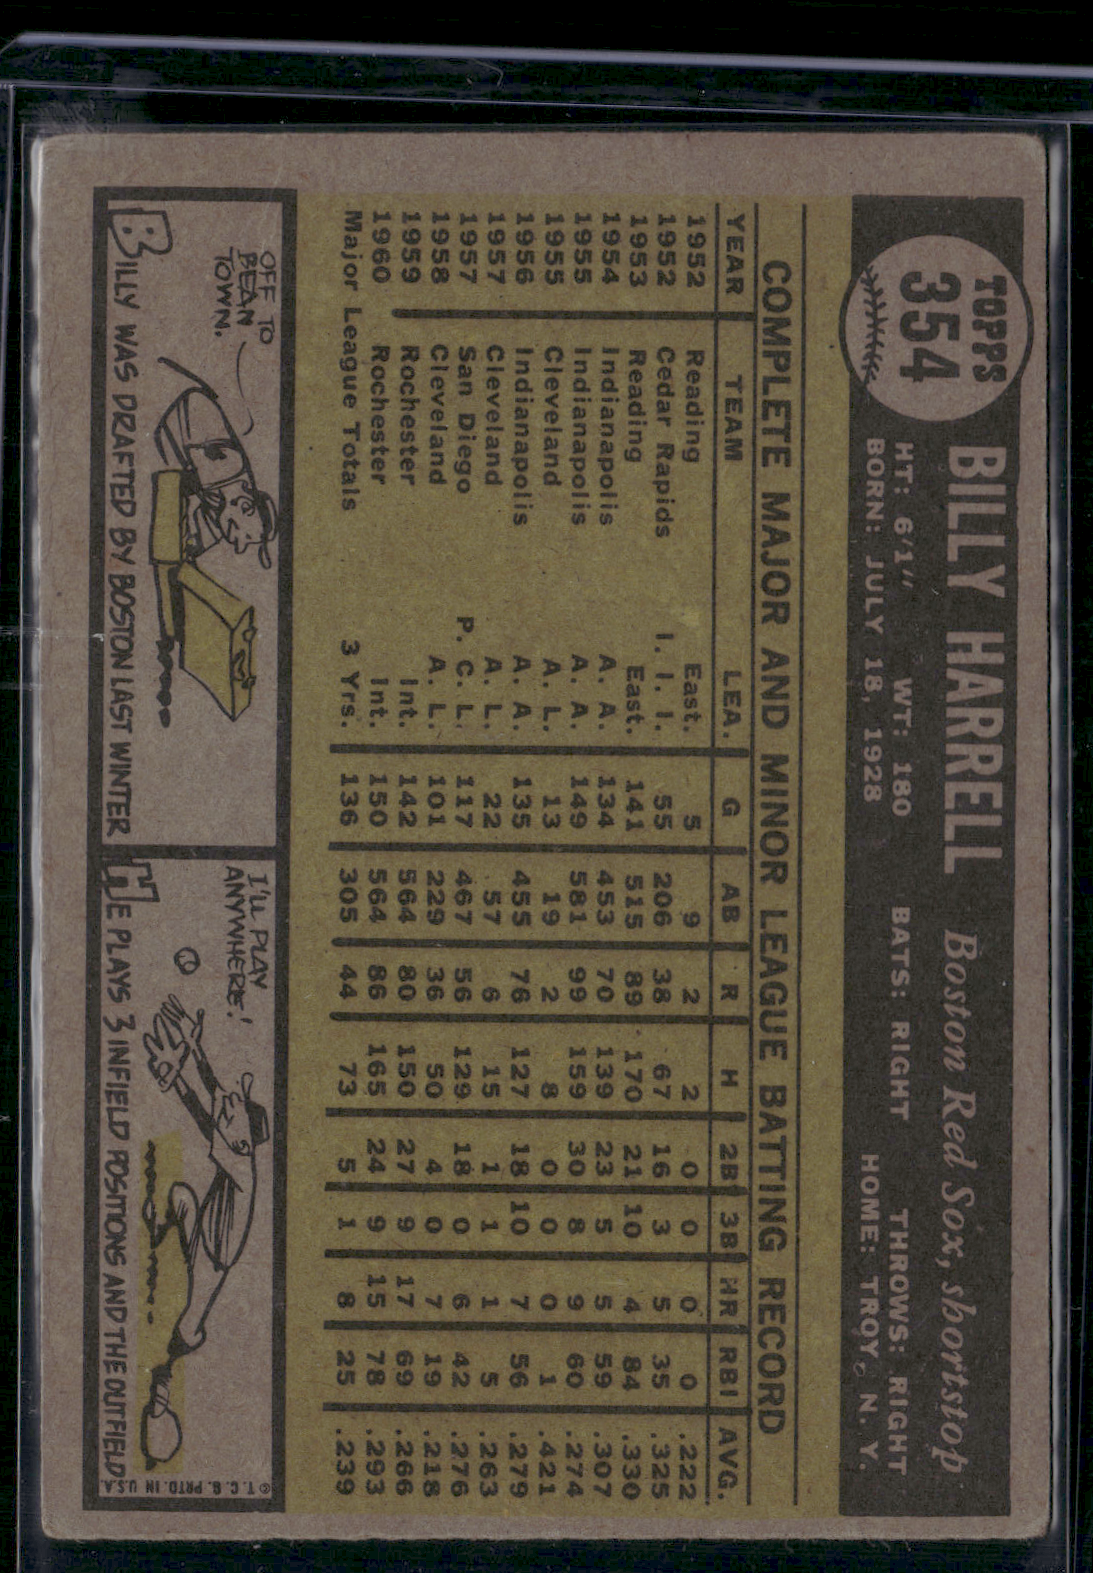 TOPPS
354
BILLY HARRELL Boston Red Sox, shortstop
HT: 6'1" WT: 180 BATS: RIGHT THROWS: RIGHT
BORN: JULY 18, 1928 HOME: TROY, N. Y.
COMPLETE MAJOR AND MINOR LEAGUE BATTING RECORD
YEAR TEAM LEA. G AB R H 2B 3B HR RBI AVG.
1952 Reading East. 5 9 2 2 0 0 0 0 .222
1952 Cedar Rapids I. I. I. 55 206 38 67 16 3 5 35 .325
1953 Reading East. 141 515 89 170 21 10 4 84 .330
1954 Indianapolis A. A. 134 453 70 139 23 5 5 59 .307
1955 Indianapolis A. A. 149 581 99 159 30 8 9 60 .274
1955 Cleveland A. L. 13 19 2 8 0 0 0 1 .421
1956 Indianapolis A. A. 135 455 76 127 18 10 7 56 .279
1957 Cleveland A. L. 22 57 6 15 1 1 1 5 .263
1957 San Diego P. C. L. 117 467 56 129 18 0 6 42 .276
1958 Cleveland A. L. 101 229 36 50 4 0 7 19 .218
1959 Rochester Int. 142 564 80 150 27 9 17 69 .266
1960 Rochester Int. 150 564 86 165 24 9 15 78 .293
Major League Totals 3 Yrs. 136 305 44 73 5 1 8 25 .239
OFF TO
BEAN
TOWN.
BILLY WAS DRAFTED BY BOSTON LAST WINTER
I'LL PLAY
ANYWHERE!
HE PLAYS 3 INFIELD POSITIONS AND THE OUTFIELD
© T. C. G. PRTD. IN U.S.A.